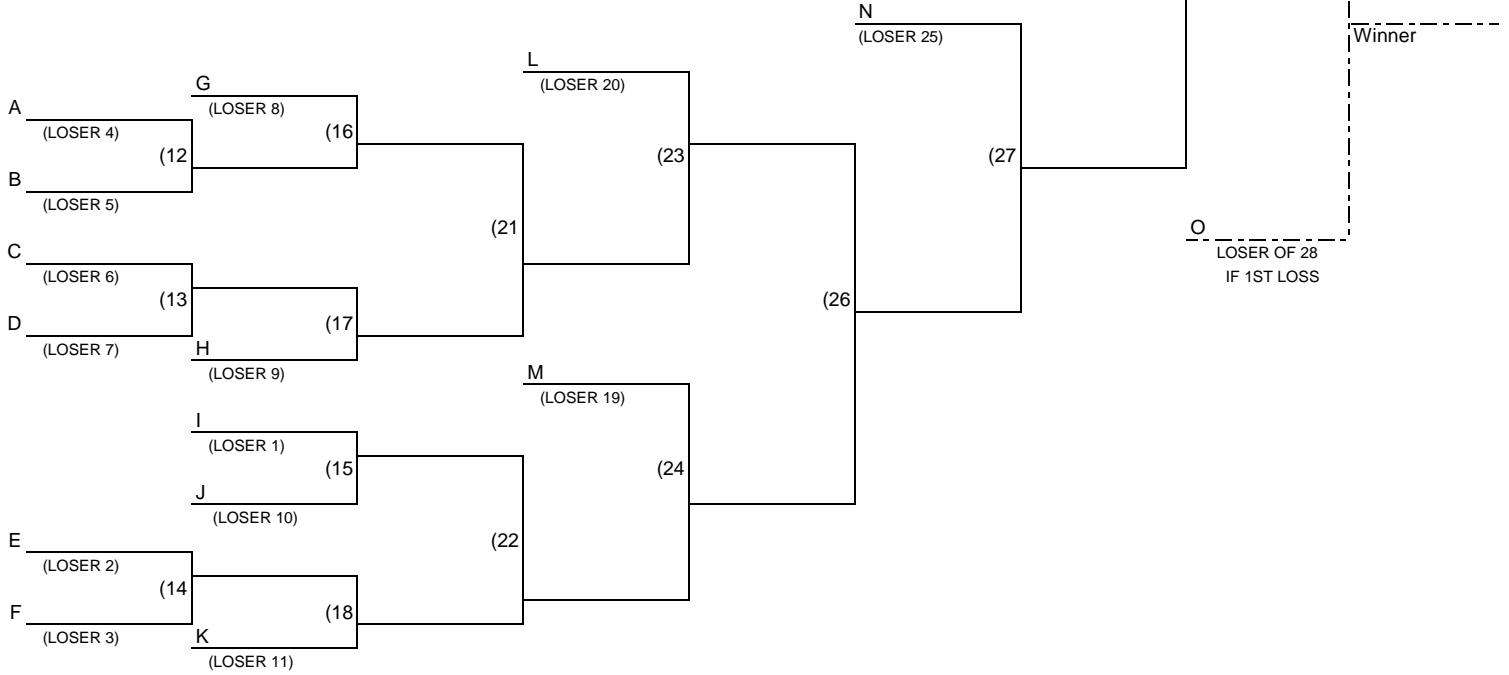 N
(LOSER 25)
Winner
L
(LOSER 20)
G
(LOSER 8)
A
(LOSER 4)
(16
(12
(23
(27
B
(LOSER 5)
(21
O
LOSER OF 28
IF 1ST LOSS
C
(LOSER 6)
(13
(26
D
(LOSER 7)
(17
H
(LOSER 9)
M
(LOSER 19)
I
(LOSER 1)
(15
(24
J
(LOSER 10)
E
(LOSER 2)
(22
(14
F
(LOSER 3)
(18
K
(LOSER 11)